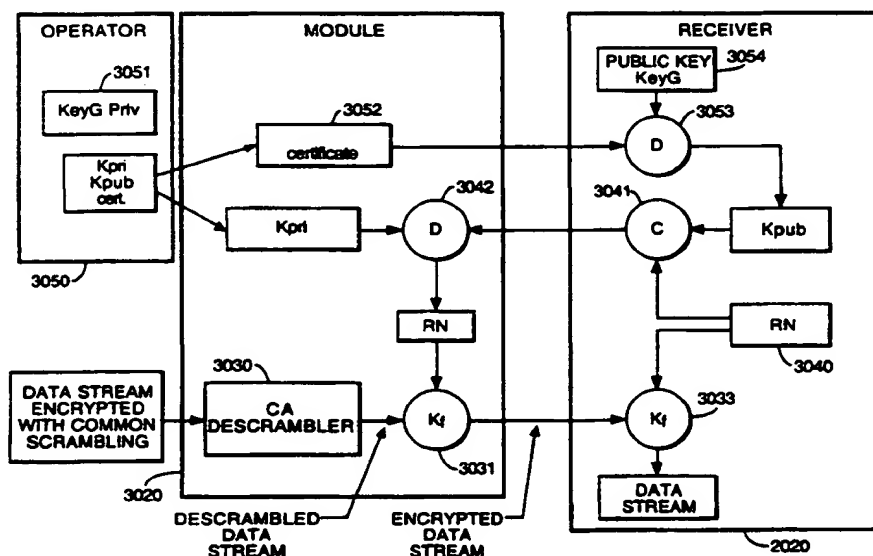 OPERATOR
3051
KeyG Priv
Kpri
Kpub
cert.
3050
MODULE
3052
certificate
3042
Kpri
D
RN
3030
CA
DESCRAMBLER
Kf
3031
3020
DATA STREAM
ENCRYPTED
WITH COMMON
SCRAMBLING
DESCRAMBLED
DATA
STREAM
ENCRYPTED
DATA
STREAM
RECEIVER
PUBLIC KEY
KeyG
3054
3053
D
3041
C
Kpub
RN
3040
Kf
3033
DATA
STREAM
2020